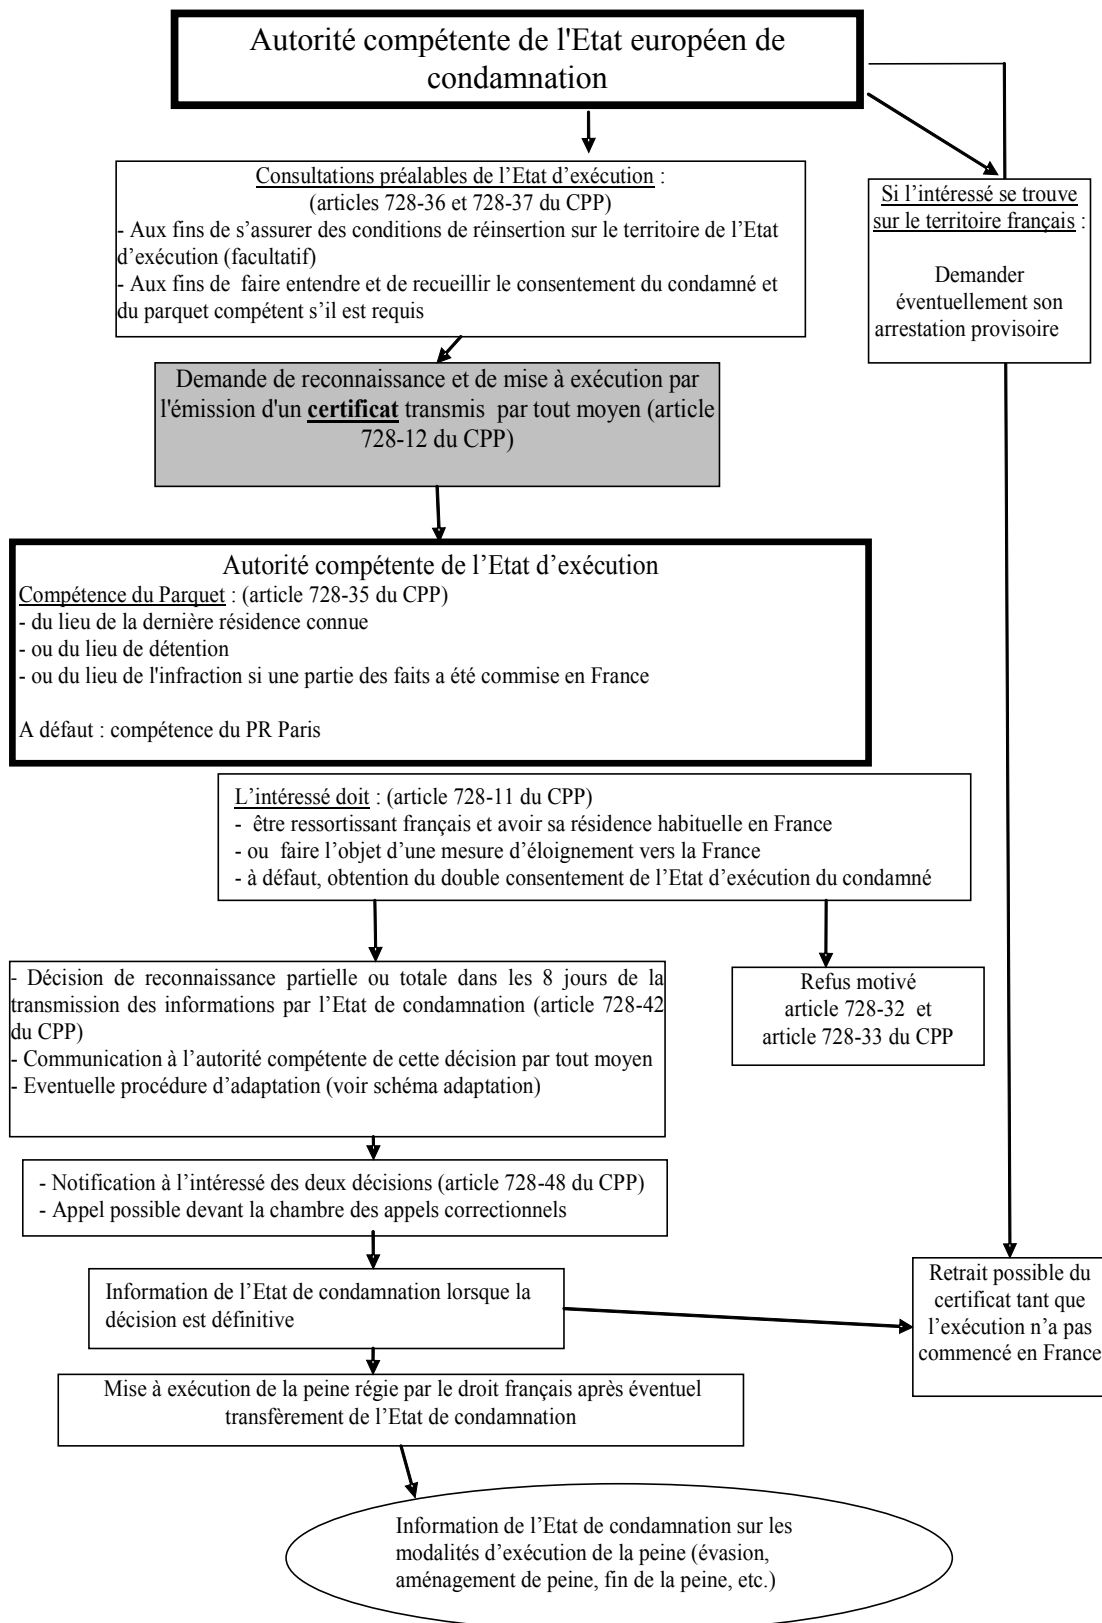 Autorité compétente de l'Etat européen de
condamnation
Consultations préalables de l’Etat d’exécution :
(articles 728-36 et 728-37 du CPP)
- Aux fins de s’assurer des conditions de réinsertion sur le territoire de l’Etat
d’exécution (facultatif)
- Aux fins de faire entendre et de recueillir le consentement du condamné et
du parquet compétent s’il est requis
Si l’intéressé se trouve
sur le territoire français :
Demander
éventuellement son
arrestation provisoire
Demande de reconnaissance et de mise à exécution par
l'émission d'un certificat transmis par tout moyen (article
728-12 du CPP)
Autorité compétente de l’Etat d’exécution
Compétence du Parquet : (article 728-35 du CPP)
- du lieu de la dernière résidence connue
- ou du lieu de détention
- ou du lieu de l'infraction si une partie des faits a été commise en France
A défaut : compétence du PR Paris
L’intéressé doit : (article 728-11 du CPP)
- être ressortissant français et avoir sa résidence habituelle en France
- ou faire l’objet d’une mesure d’éloignement vers la France
- à défaut, obtention du double consentement de l’Etat d’exécution du condamné
- Décision de reconnaissance partielle ou totale dans les 8 jours de la
transmission des informations par l’Etat de condamnation (article 728-42
du CPP)
- Communication à l’autorité compétente de cette décision par tout moyen
- Eventuelle procédure d’adaptation (voir schéma adaptation)
Refus motivé
article 728-32 et
article 728-33 du CPP
- Notification à l’intéressé des deux décisions (article 728-48 du CPP)
- Appel possible devant la chambre des appels correctionnels
Information de l’Etat de condamnation lorsque la
décision est définitive
Retrait possible du
certificat tant que
l’exécution n’a pas
commencé en France
Mise à exécution de la peine régie par le droit français après éventuel
transfèrement de l’Etat de condamnation
Information de l’Etat de condamnation sur les
modalités d’exécution de la peine (évasion,
aménagement de peine, fin de la peine, etc.)